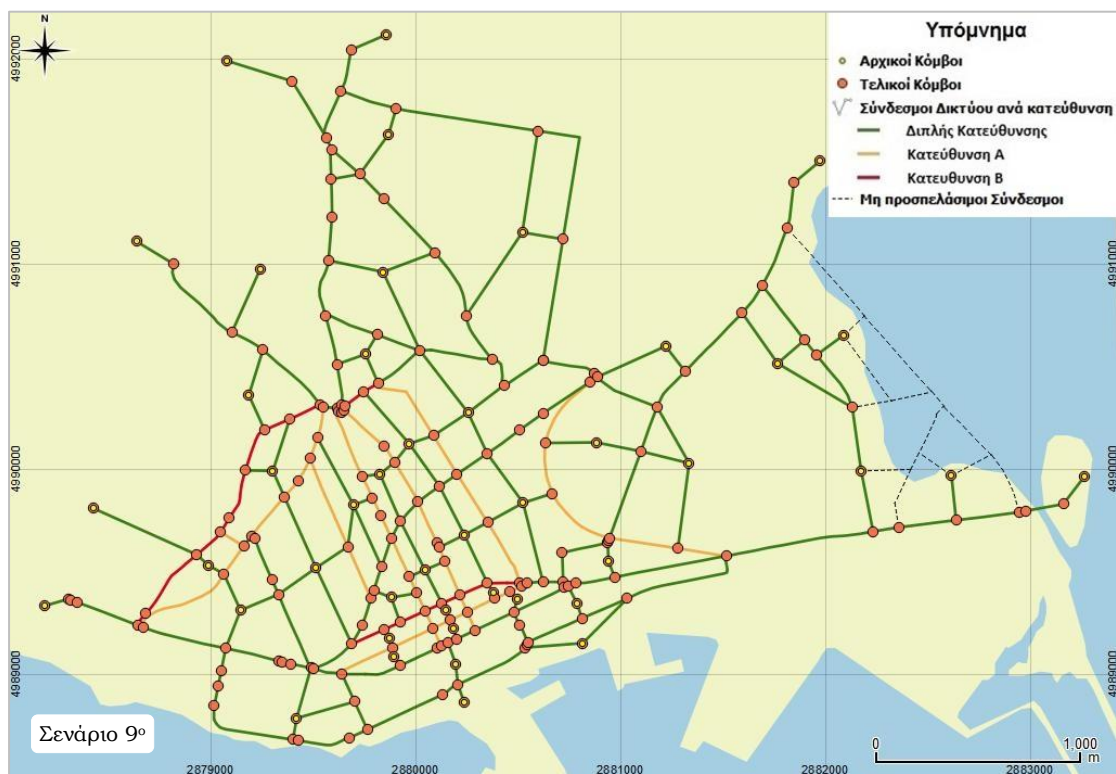 N
Υπόμνημα
Αρχικοί Κόμβοι
Τελικοί Κόμβοι
Σύνδεσμοι Δικτύου ανά κατεύθυνση
Διπλής Κατεύθυνσης
Κατεύθυνση Α
Κατευθυνση Β
Μη προσπελάσιμοι Σύνδεσμοι
4992000
4991000
4991000
4990000
4990000
4989000
4989000
Σενάριο 9ο
0 1,000
m
2879000 2880000 2881000 2882000 2883000